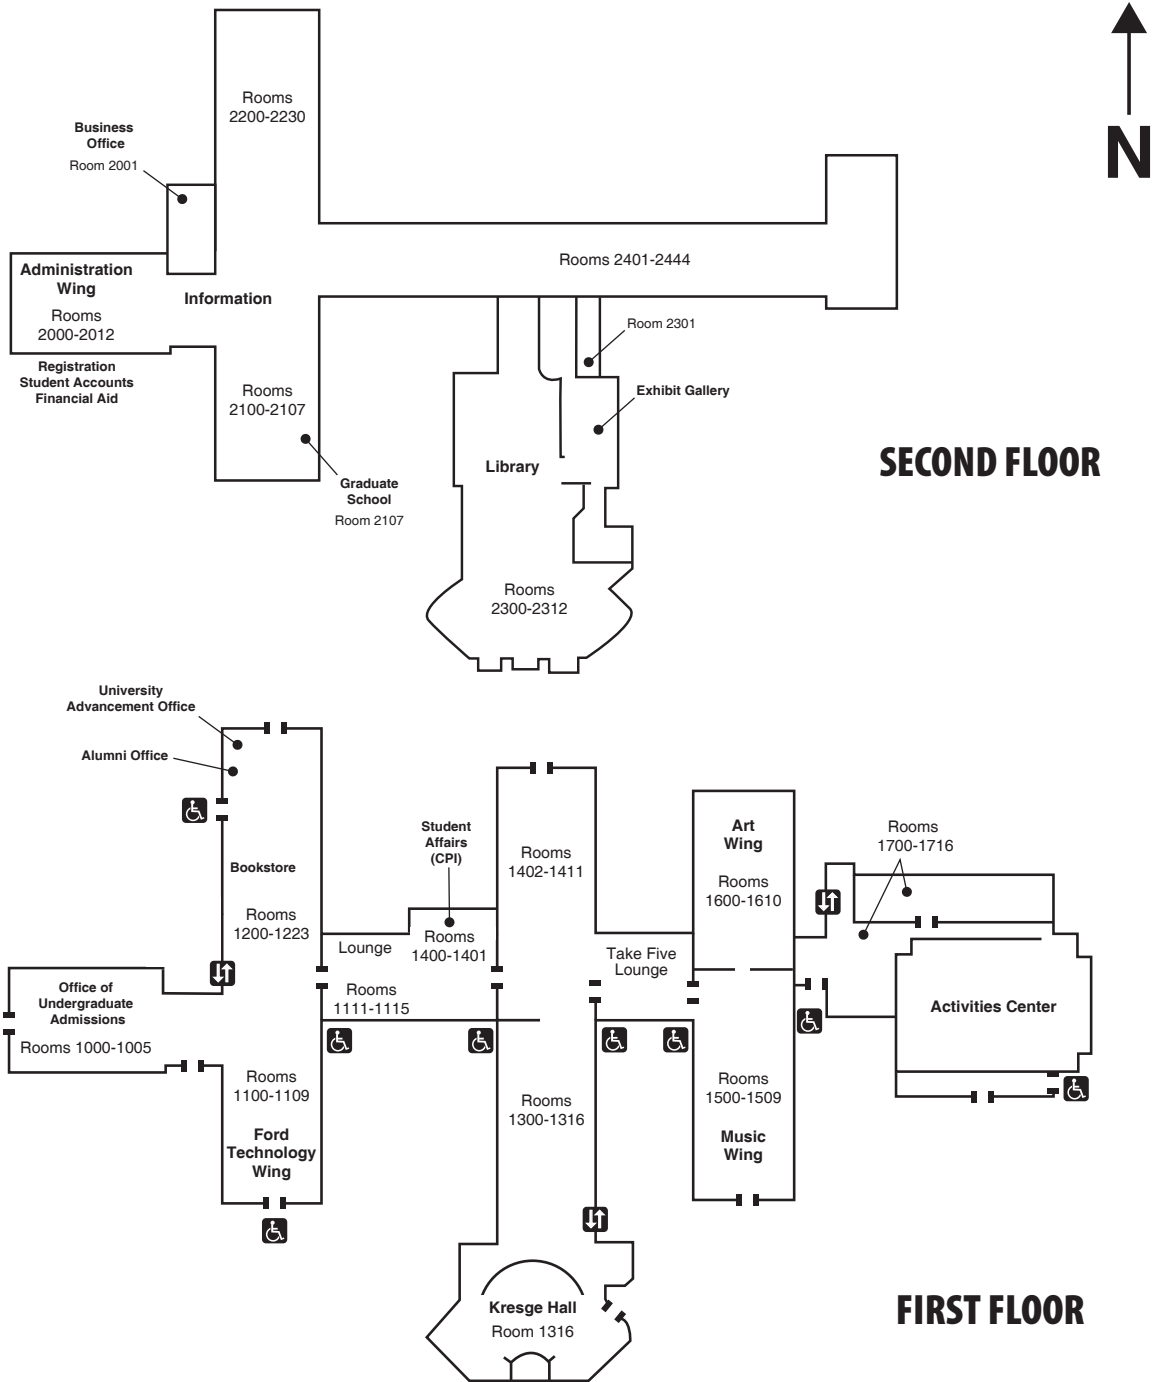 N
Rooms
2200-2230
Business
Office
Room 2001
Rooms 2401-2444
Administration
Wing
Rooms
2000-2012
Information
Registration
Student Accounts
Financial Aid
Rooms
2100-2107
Room 2301
Exhibit Gallery
SECOND FLOOR
Library
Graduate
School
Room 2107
Rooms
2300-2312
University
Advancement Office
Alumni Office
Bookstore
Rooms
1200-1223
Student
Affairs
(CPI)
Rooms
1402-1411
Art
Wing
Rooms
1600-1610
Rooms
1700-1716
Lounge
Rooms
1400-1401
Take Five
Lounge
Office of
Undergraduate
Admissions
Rooms 1000-1005
Rooms
1111-1115
Activities Center
Rooms
1100-1109
Ford
Technology
Wing
Rooms
1300-1316
Rooms
1500-1509
Music
Wing
Kresge Hall
Room 1316
FIRST FLOOR